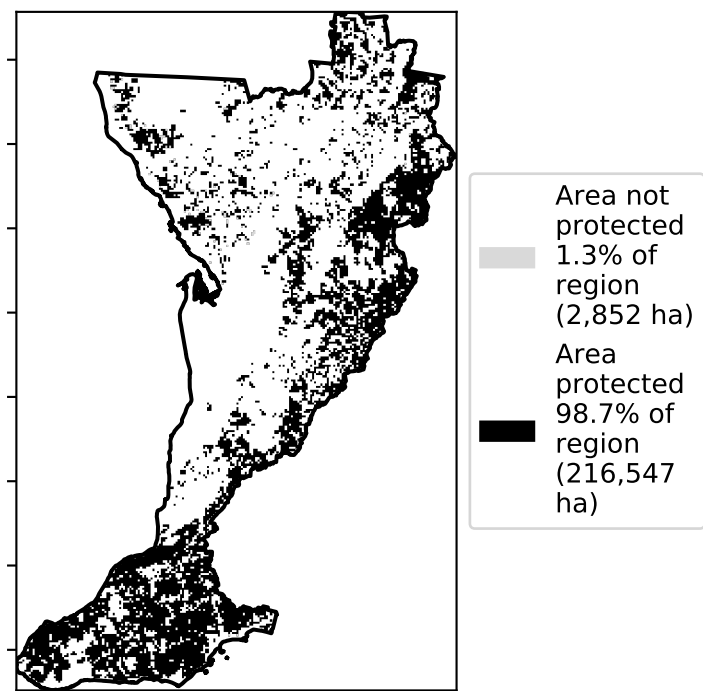 Area not
protected
1.3% of
region
(2,852 ha)
Area
protected
98.7% of
region
(216,547
ha)